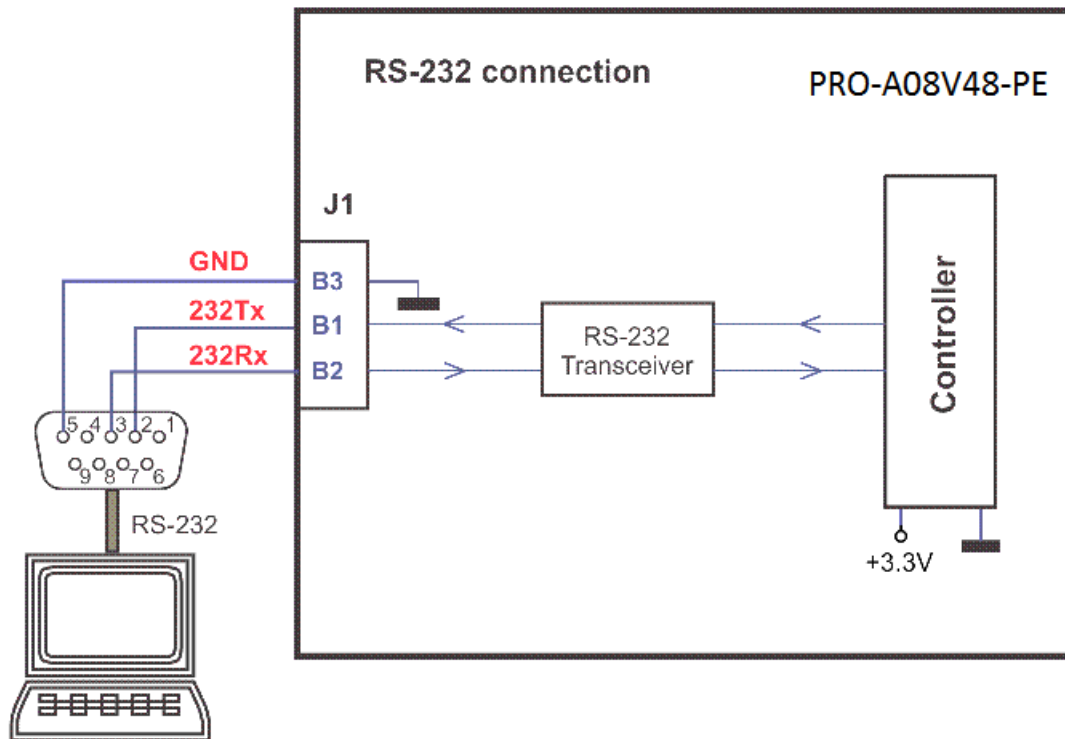 RS-232 connection
PRO-A08V48-PE
J1
GND
B3
232Tx
B1
232Rx
B2
RS-232
Transceiver
Controller
5 4 3 2 1
9 8 7 6
RS-232
+3.3V